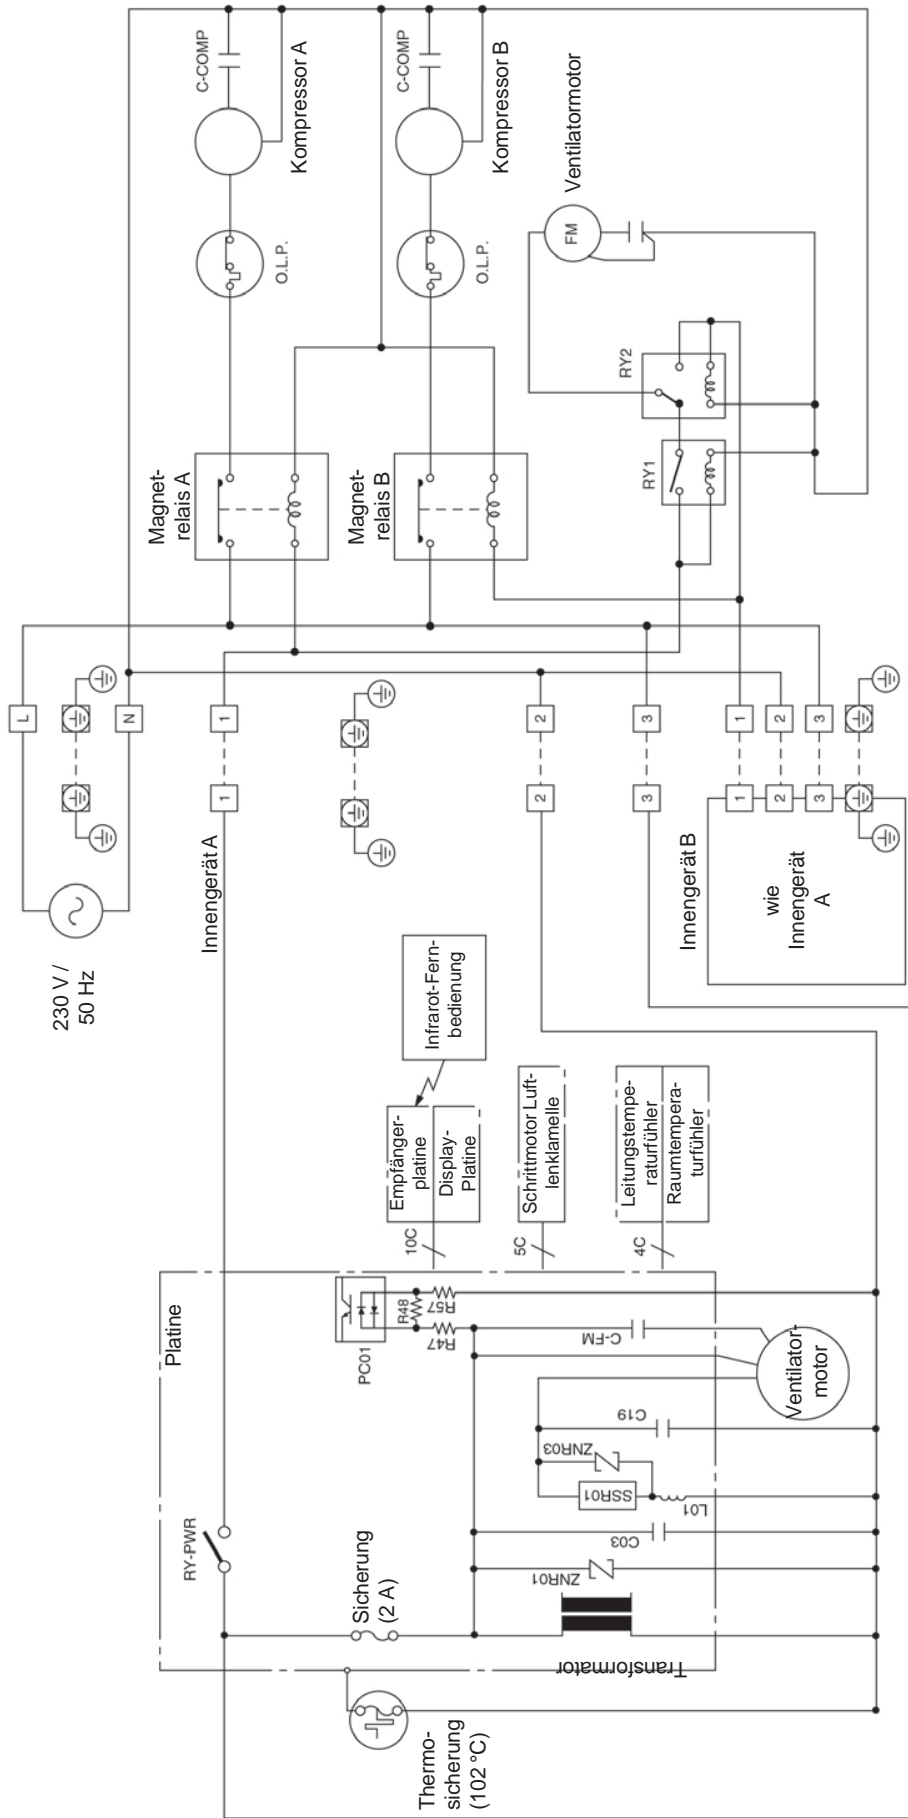 C-COMP
Kompressor A
O.L.P.
Magnet-
relais A
C-COMP
Kompressor B
O.L.P.
Magnet-
relais B
Ventilatormotor
FM
RY2
RY1
L
N
230 V /
50 Hz
1
1
2
2
3
3
1
1
2
2
3
3
Innengerät A
Innengerät B
wie
Innengerät
A
Infrarot-Fern-
bedienung
Empfänger-
platine
Display-
Platine
10C
Schrittmotor Luft-
lenklamelle
5C
Leitungstempe-
raturfühler
Raumtempera-
turfühler
4C
Platine
PC01
R48
R57
R47
C-FM
Ventilator-
motor
C19
ZNR03
SSR01
L01
C03
ZNR01
RY-PWR
Sicherung
(2 A)
Transformator
Thermo-
sicherung
(102 °C)